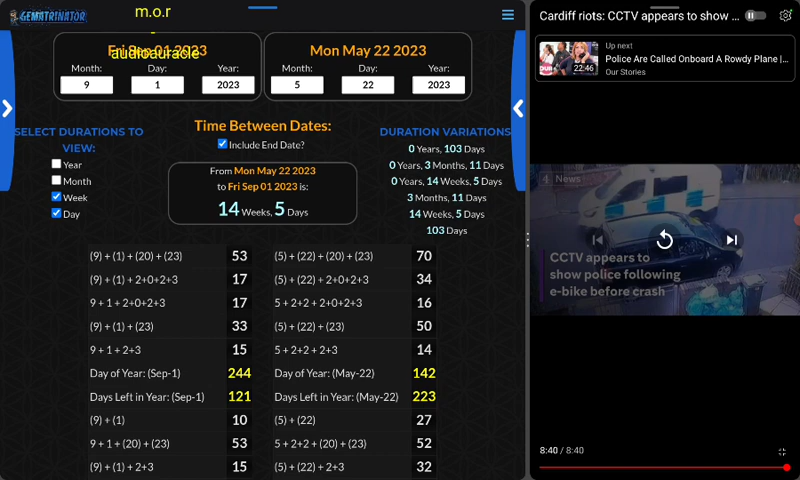 GEMATRINATOR
m.o.r
Fri Sep 01 2023
audioauracle
Month:
Day:
Year:
9
1
2023
Mon May 22 2023
Month:
Day:
Year:
5
22
2023
SELECT DURATIONS TO
VIEW:
Year
Month
Week
Day
Time Between Dates:
Include End Date?
From Mon May 22 2023
to Fri Sep 01 2023 is:
14 Weeks, 5 Days
DURATION VARIATIONS
0 Years, 103 Days
0 Years, 3 Months, 11 Days
0 Years, 14 Weeks, 5 Days
3 Months, 11 Days
14 Weeks, 5 Days
103 Days
(9) + (1) + (20) + (23) 53
(9) + (1) + 2+0+2+3 17
9 + 1 + 2+0+2+3 17
(9) + (1) + (23) 33
9 + 1 + 2+3 15
Day of Year: (Sep-1) 244
Days Left in Year: (Sep-1) 121
(9) + (1) 10
9 + 1 + (20) + (23) 53
(9) + (1) + 2+3 15
(5) + (22) + (20) + (23) 70
(5) + (22) + 2+0+2+3 34
5 + 2+2 + 2+0+2+3 16
(5) + (22) + (23) 50
5 + 2+2 + 2+3 14
Day of Year: (May-22) 142
Days Left in Year: (May-22) 223
(5) + (22) 27
5 + 2+2 + (20) + (23) 52
(5) + (22) + 2+3 32
Cardiff riots: CCTV appears to show ...
Up next
Police Are Called Onboard A Rowdy Plane |...
Our Stories
22:46
4 News
CCTV appears to
show police following
e-bike before crash
8:40 / 8:40